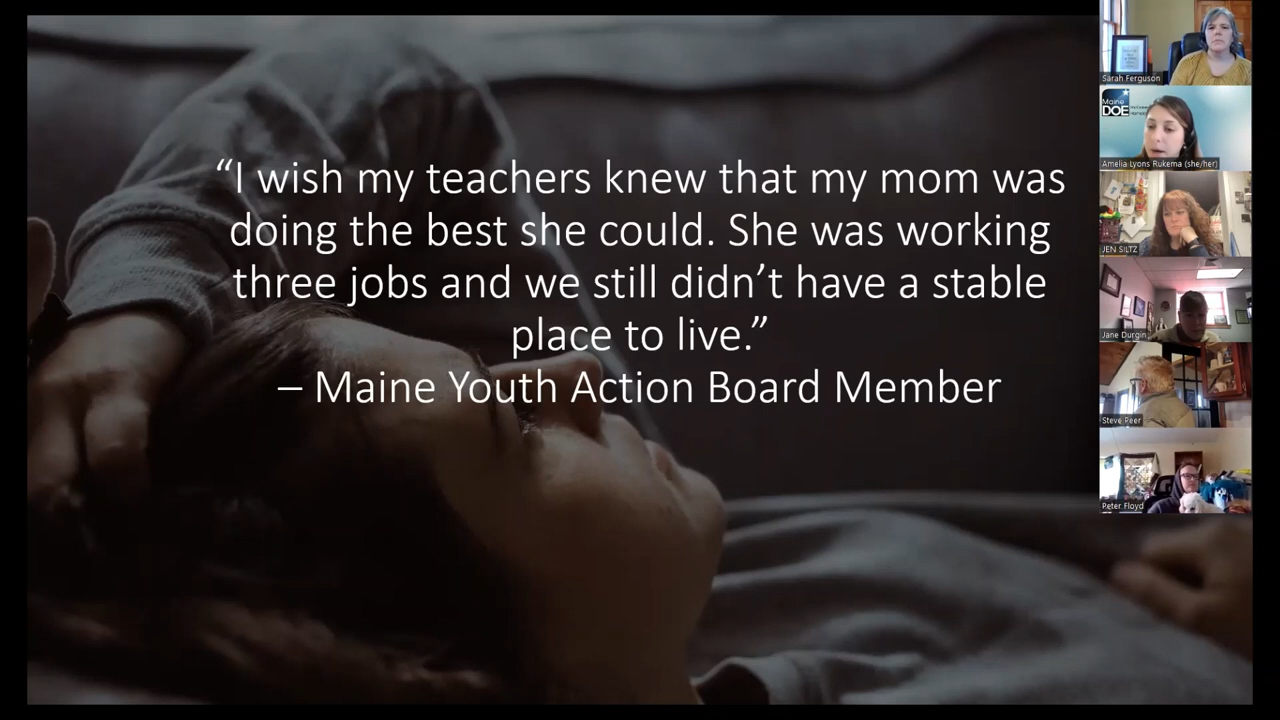 “I wish my teachers knew that my mom was
doing the best she could. She was working
three jobs and we still didn’t have a stable
place to live.”
– Maine Youth Action Board Member
Sarah Ferguson
Maine
DOE
Amelia Lyons Rukema (she/her)
JEN SILTZ
Jane Durgin
Steve Peer
Peter Floyd